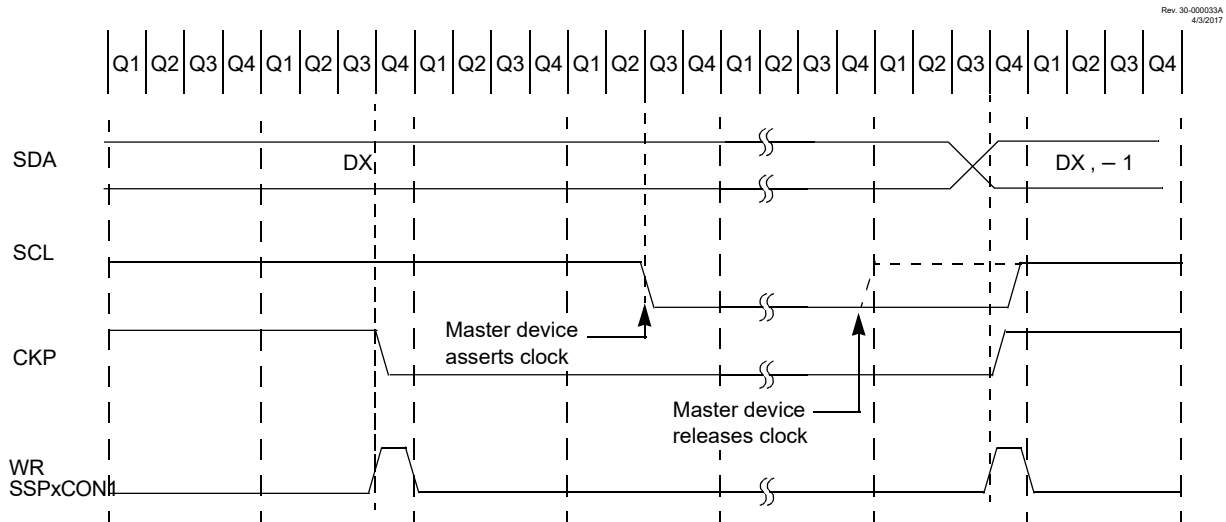 Rev. 30-000033A
4/3/2017
Q1 Q2 Q3 Q4 Q1 Q2 Q3 Q4 Q1 Q2 Q3 Q4 Q1 Q2 Q3 Q4 Q1 Q2 Q3 Q4 Q1 Q2 Q3 Q4 Q1 Q2 Q3 Q4
SDA DX DX , – 1
SCL
Master device
asserts clock
CKP
Master device
releases clock
WR
SSPxCON1